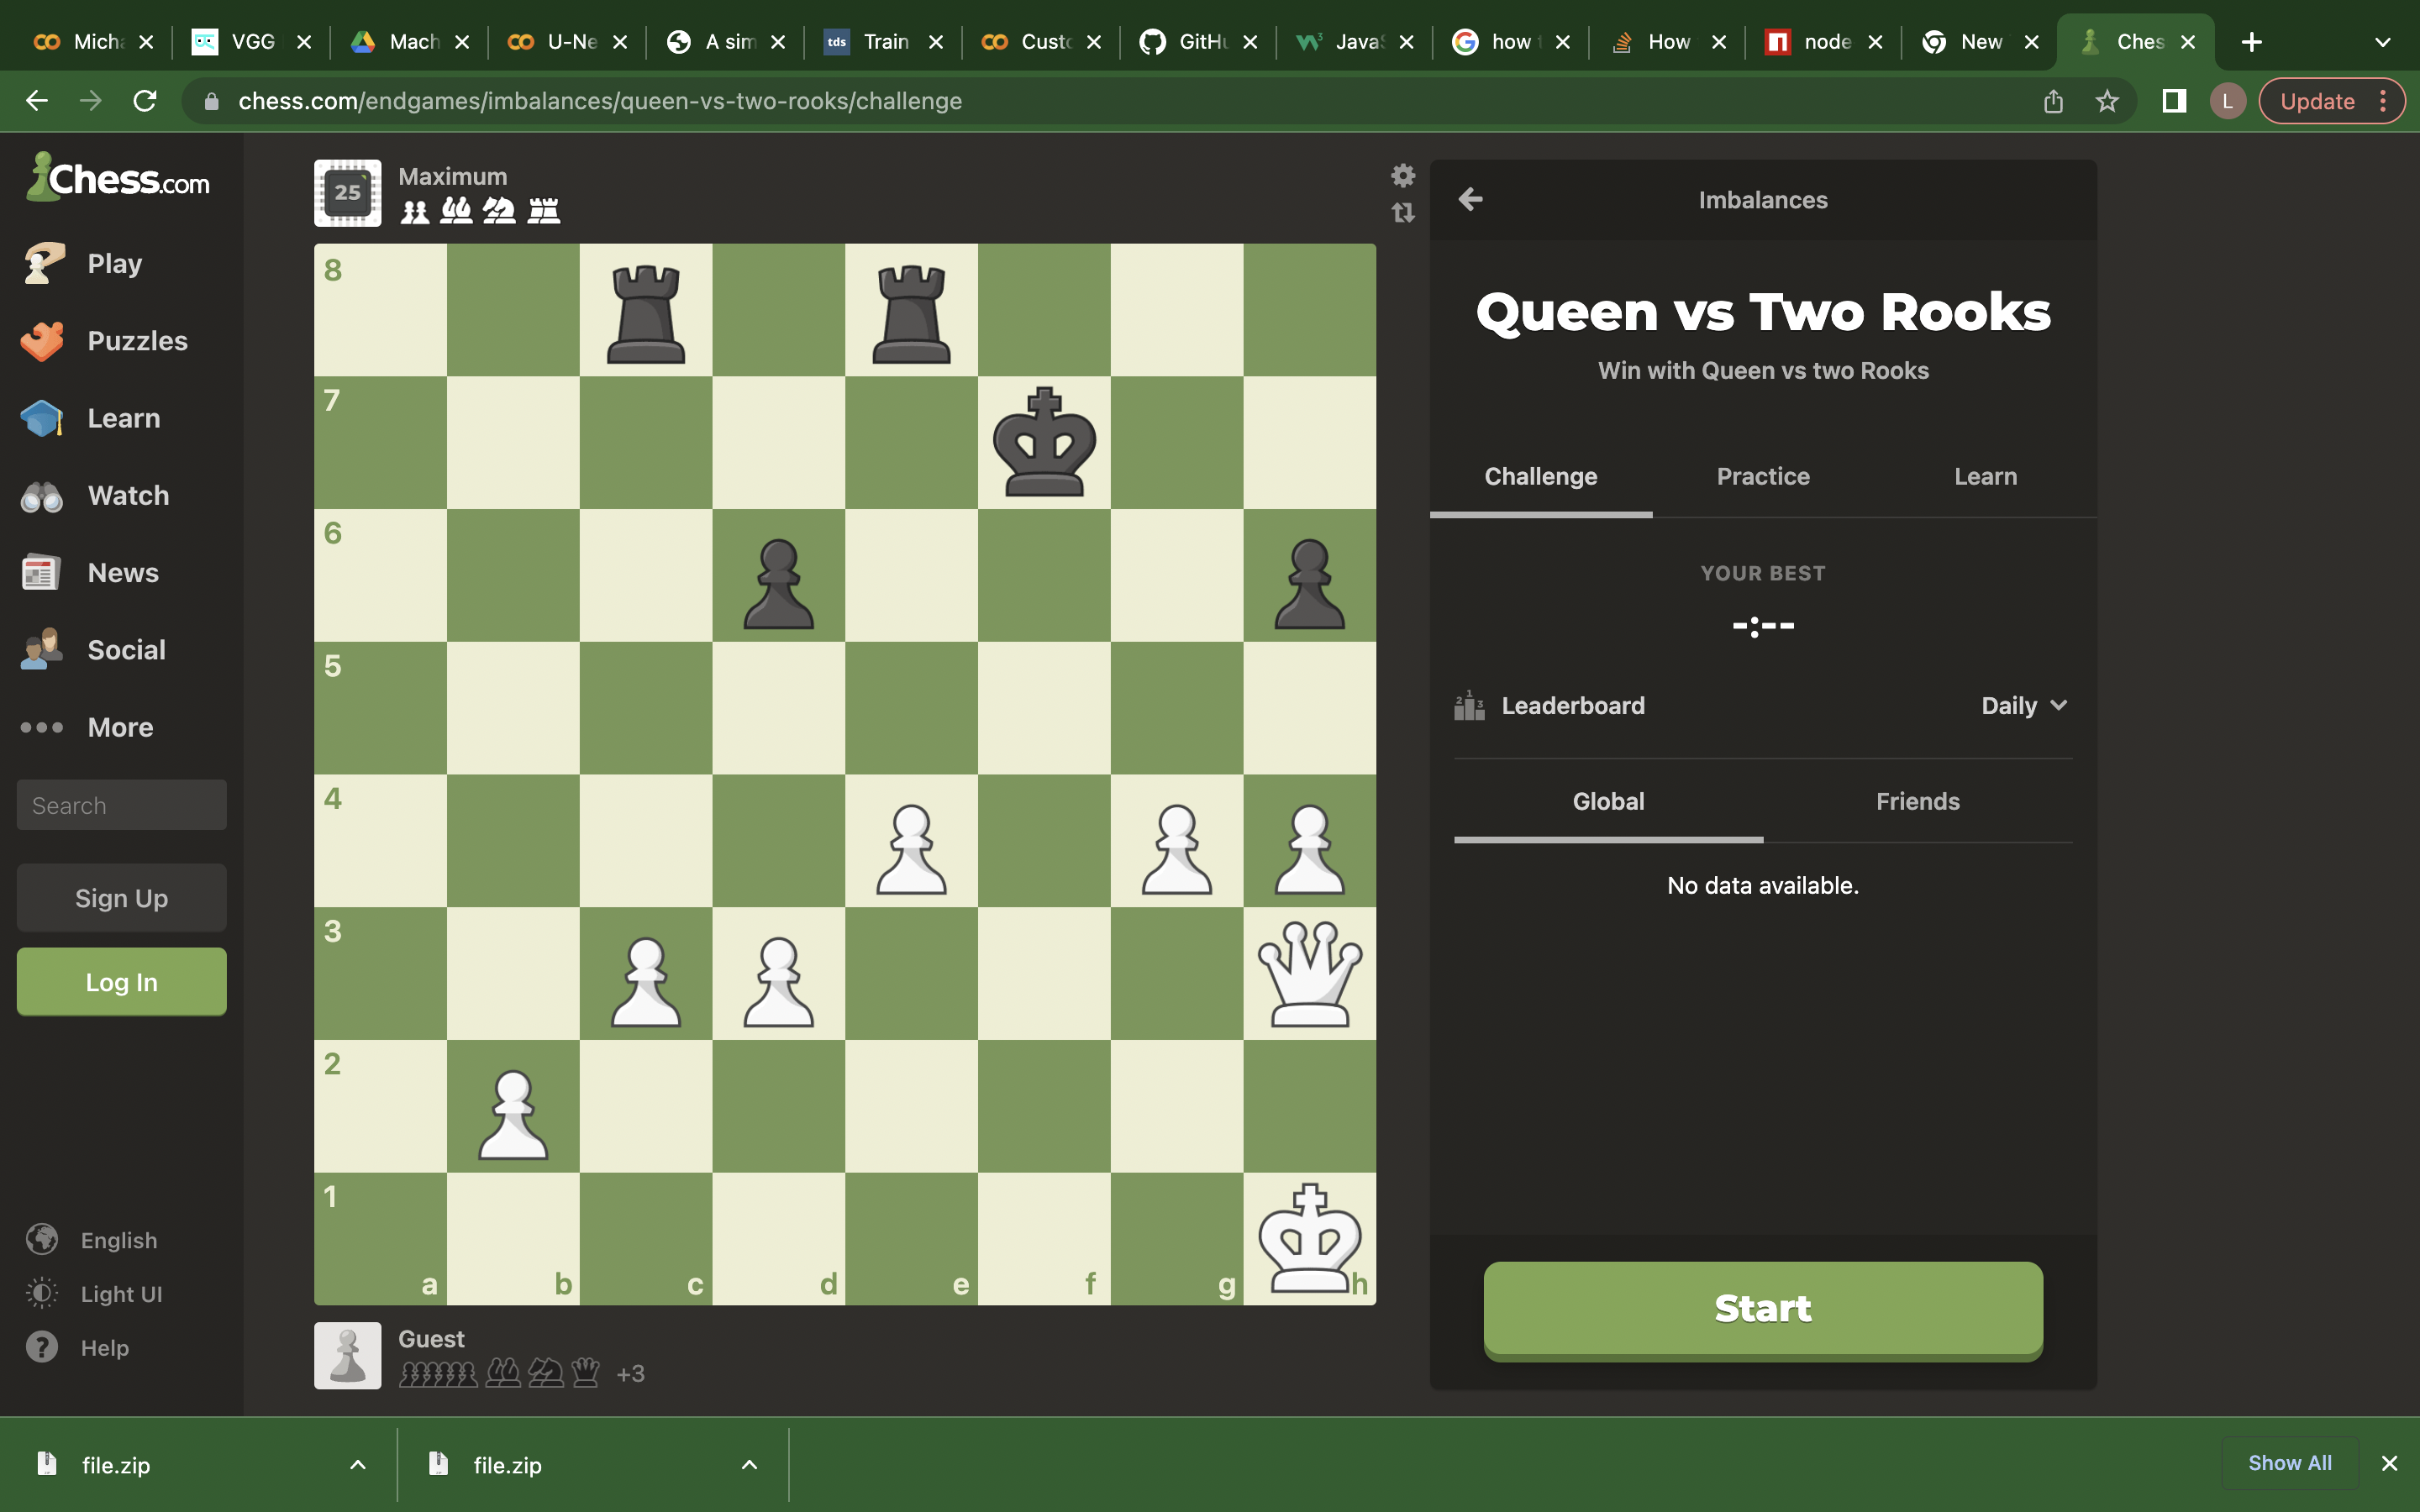 Micha
VGG
Mach
U-Ne
A sim
tds
Train
Custo
GitHu
JavaS
how
How
node
New
Ches
chess.com/endgames/imbalances/queen-vs-two-rooks/challenge
L
Update
Chess.com
Play
Puzzles
Learn
Watch
News
Social
More
Search
Sign Up
Log In
English
Light UI
Help
25
Maximum
8
7
6
5
4
3
2
1
a
b
c
d
e
f
g
h
Guest
+3
Imbalances
Queen vs Two Rooks
Win with Queen vs two Rooks
Challenge
Practice
Learn
YOUR BEST
-:--
Leaderboard
Daily
Global
Friends
No data available.
Start
file.zip
file.zip
Show All